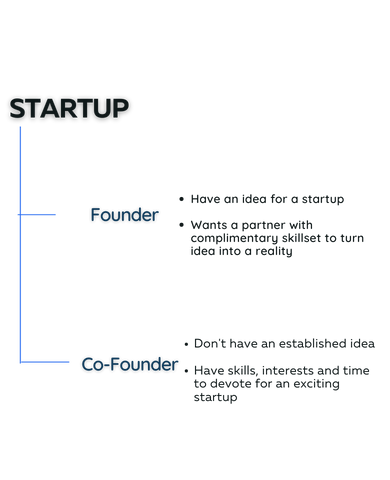 STARTUP
Founder
• Have an idea for a startup
• Wants a partner with
complimentary skillset to turn
idea into a reality
Co-Founder
• Don't have an established idea
• Have skills, interests and time
to devote for an exciting
startup